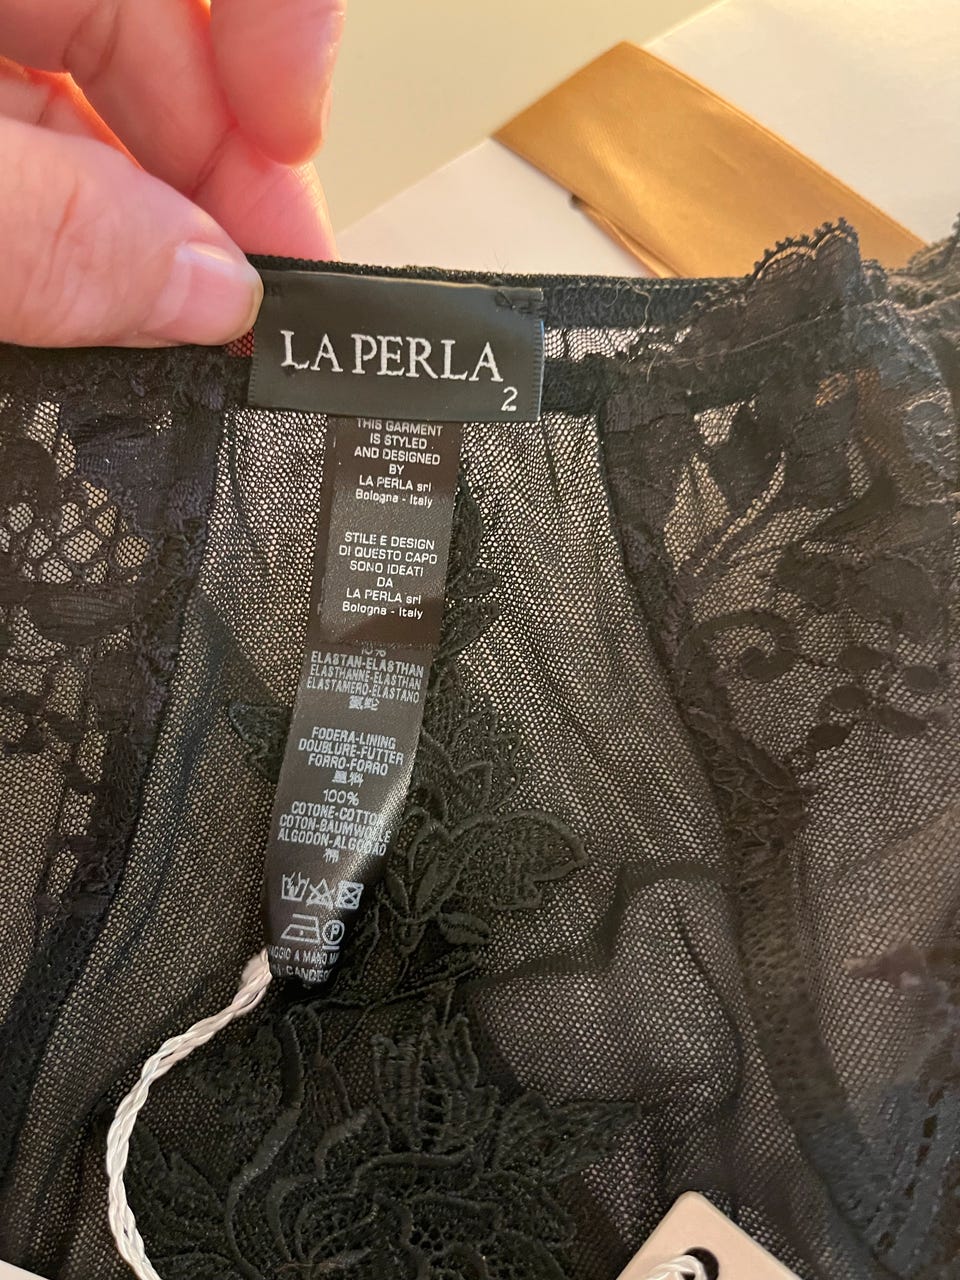 LA PERLA
2
THIS GARMENT
IS STYLED
AND DESIGNED
BY
LA PERLA srl
Bologna - Italy
STILE E DESIGN
DI QUESTO CAPO
SONO IDEATI
DA
LA PERLA srl
Bologna - Italy
10%
ELASTAN-ELASTHAN
ELASTHANNE-ELASTHAN
ELASTAMERO-ELASTANO
FODERA-LINING
DOUBLURE-FUTTER
FORRO-FORRO
100%
COTONE-COTTON
COTON-BAUMWOLLE
ALGODON-ALGODAO
P
A MANO